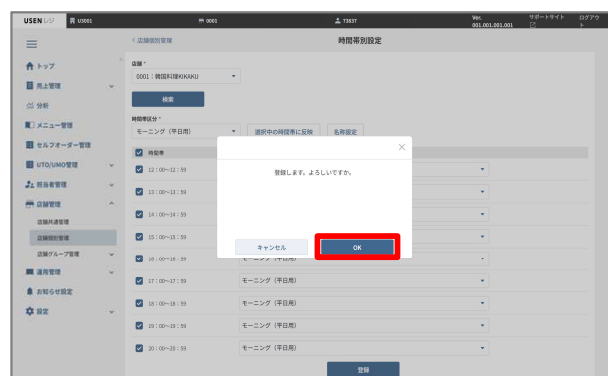 USEN レジ
U3001
0001
73837
Ver.
001.001.001.001
サポートサイト
ログアウト
トップ
売上管理
分析
メニュー管理
セルフオーダー管理
UTO/UMO管理
担当者管理
店舗管理
店舗共通管理
店舗個別管理
店舗グループ管理
運用管理
お知らせ設定
設定
< 店舗個別管理
時間帯別設定
店舗 *
0001：韓国料理KIKAKU
検索
時間帯区分 *
モーニング（平日用）
選択中の時間帯に反映
名称設定
時間帯
12：00～12：59
13：00～13：59
14：00～14：59
15：00～15：59
16：00～16：59
モーニング（平日用）
17：00～17：59
モーニング（平日用）
18：00～18：59
モーニング（平日用）
19：00～19：59
モーニング（平日用）
20：00～20：59
モーニング（平日用）
登録
登録します。よろしいですか。
キャンセル
OK